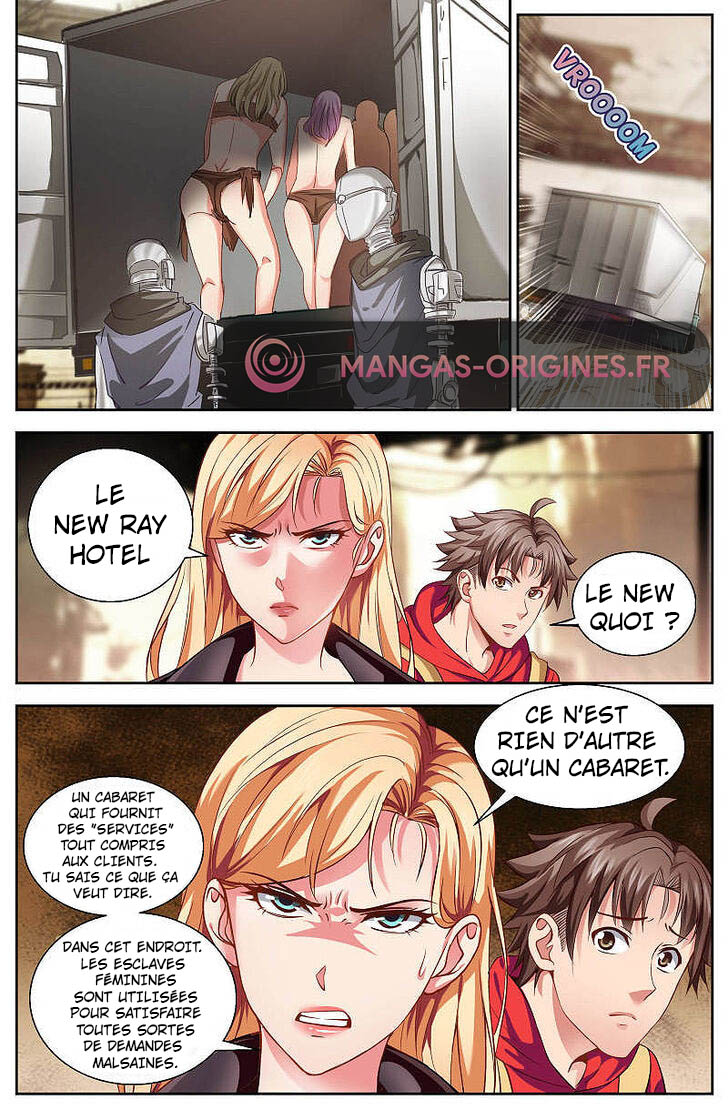 VROOOOM
MANGAS-ORIGINES.FR
LE
NEW RAY
HOTEL
LE NEW
QUOI ?
CE N'EST
RIEN D'AUTRE
QU'UN CABARET.
UN CABARET
QUI FOURNIT
DES "SERVICES"
TOUT COMPRIS
AUX CLIENTS.
TU SAIS CE QUE ÇA
VEUT DIRE.
DANS CET ENDROIT.
LES ESCLAVES
FÉMININES
SONT UTILISÉES
POUR SATISFAIRE
TOUTES SORTES
DE DEMANDES
MALSAINES.